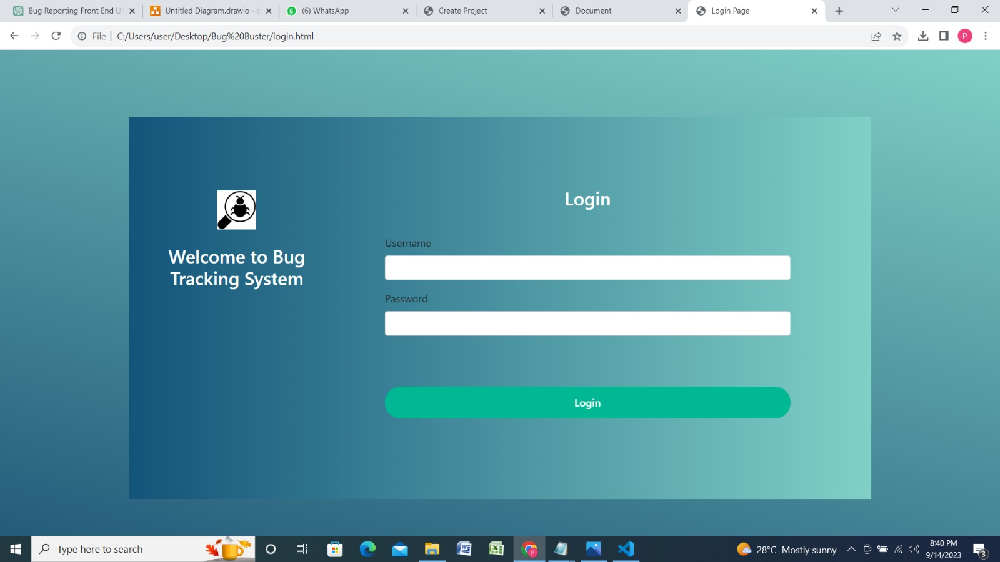 Bug Reporting Front End UI
Untitled Diagram.drawio - d
6
(6) WhatsApp
Create Project
Document
Login Page
File
C:/Users/user/Desktop/Bug%20Buster/login.html
P
Login
Username
Welcome to Bug
Tracking System
Password
Login
Type here to search
28°C Mostly sunny
8:40 PM
9/14/2023
3